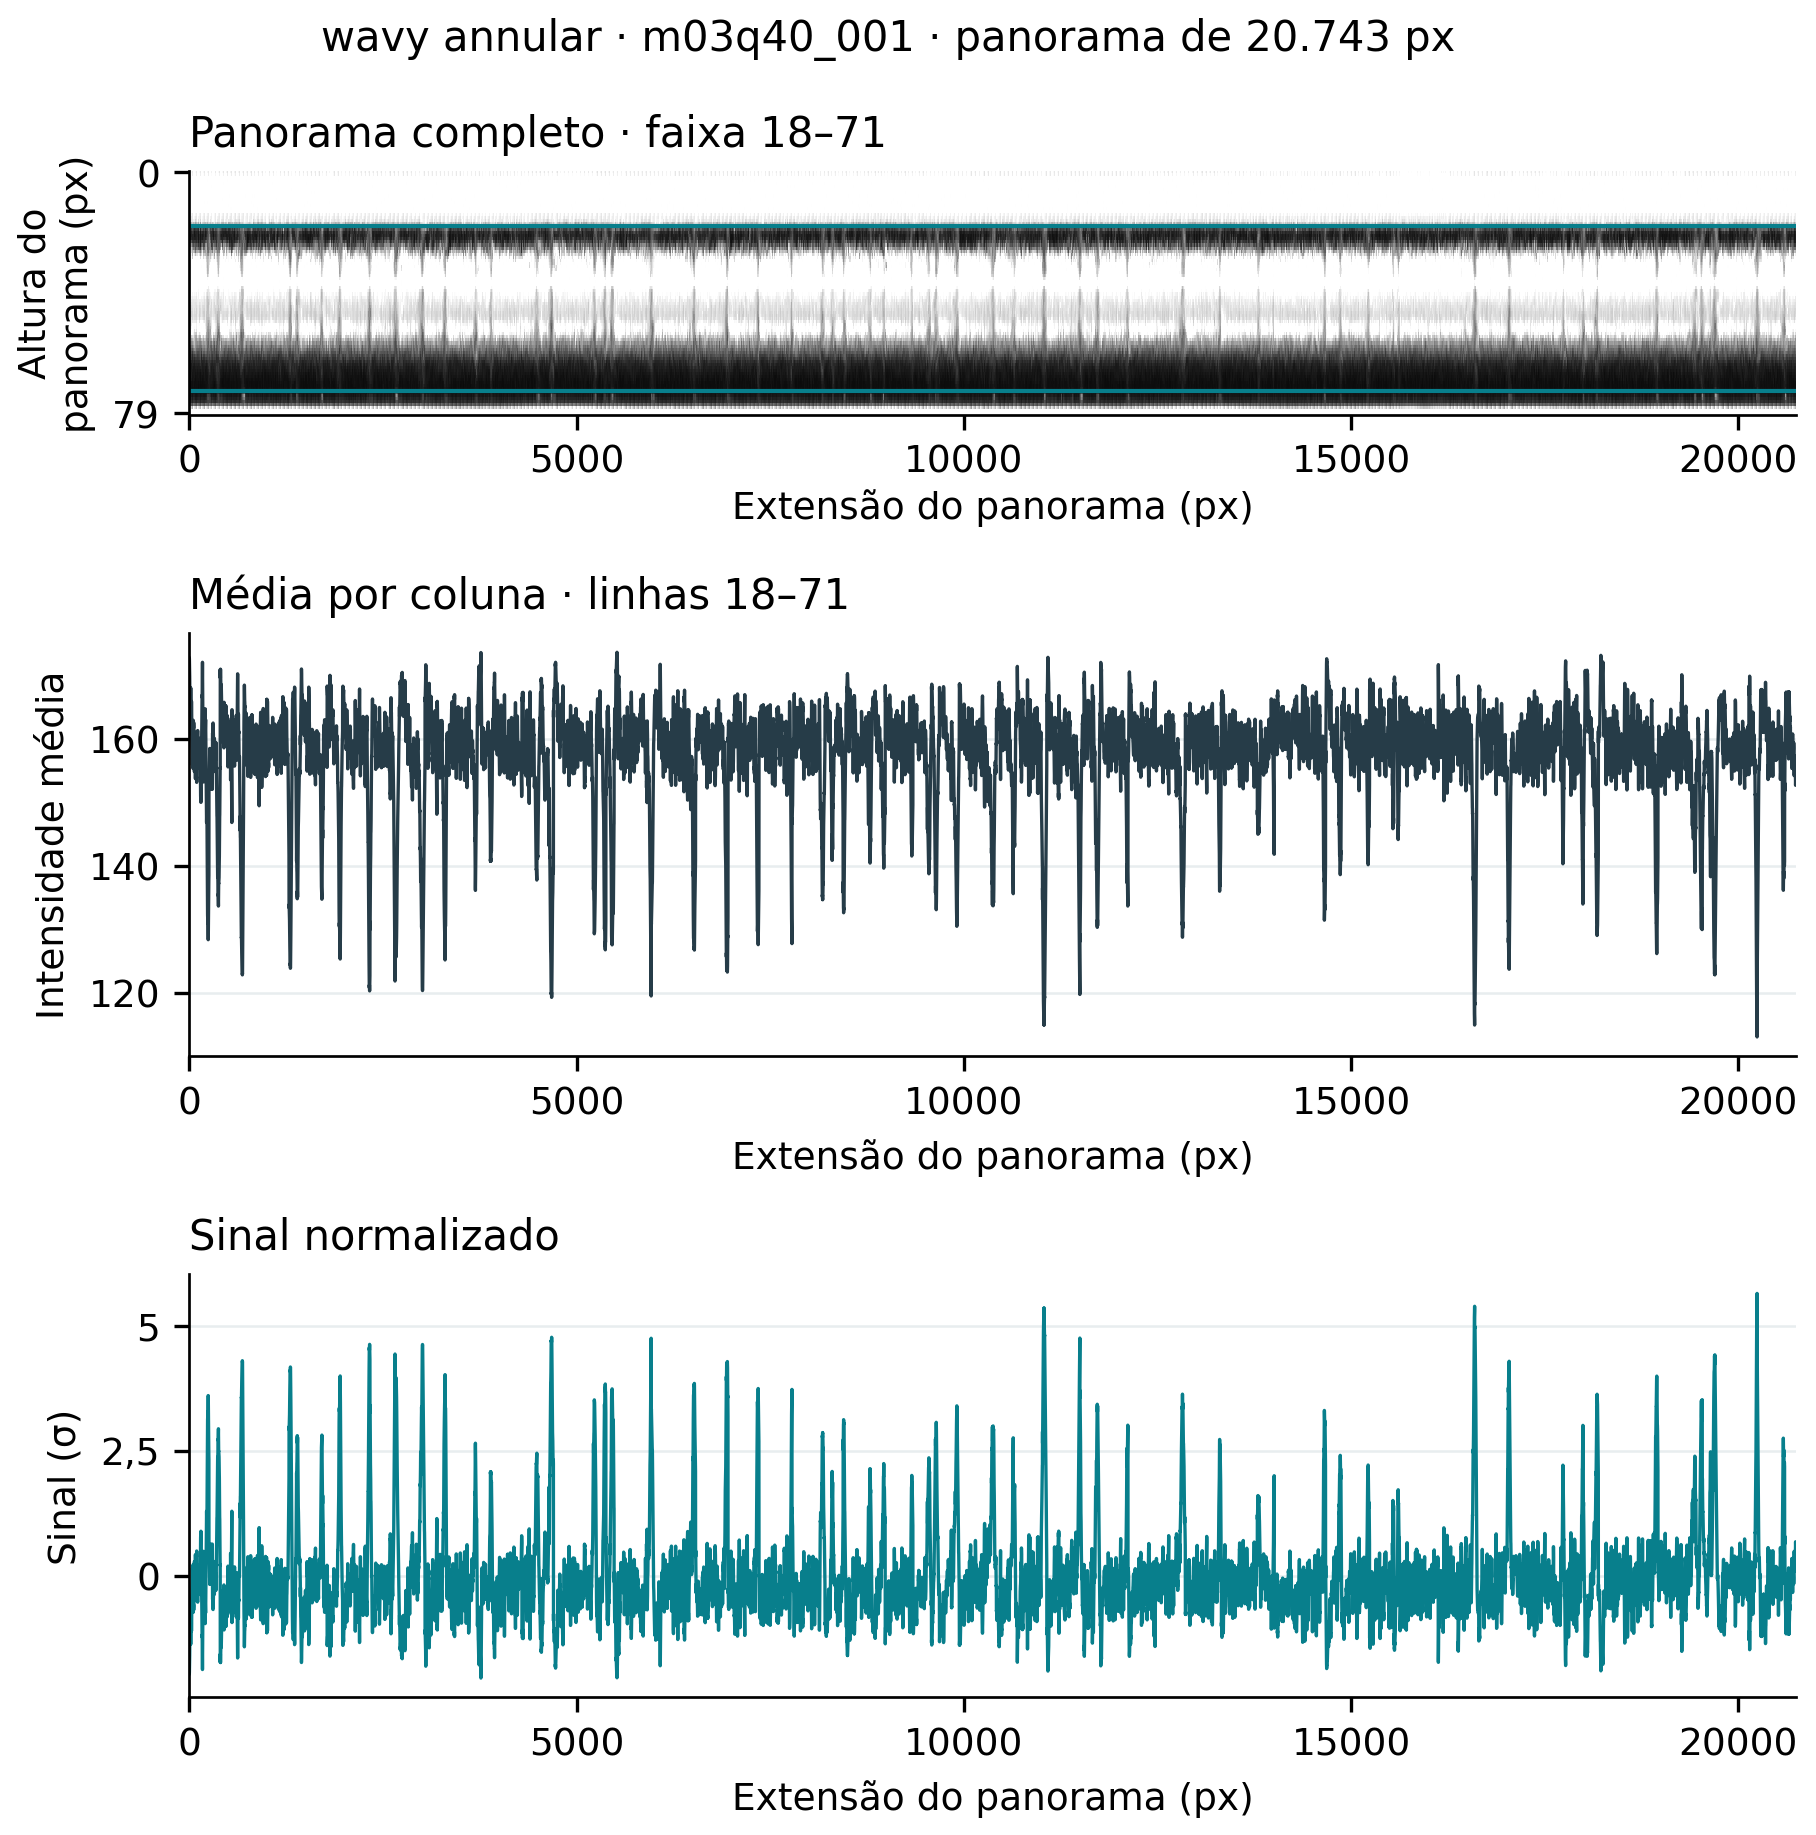 wavy annular · m03q40_001 · panorama de 20.743 px
Panorama completo · faixa 18–71
Altura do
panorama (px)
0
79
0 5000 10000 15000 20000
Extensão do panorama (px)
Média por coluna · linhas 18–71
Intensidade média
160
140
120
0 5000 10000 15000 20000
Extensão do panorama (px)
Sinal normalizado
Sinal (σ)
5
2,5
0
0 5000 10000 15000 20000
Extensão do panorama (px)